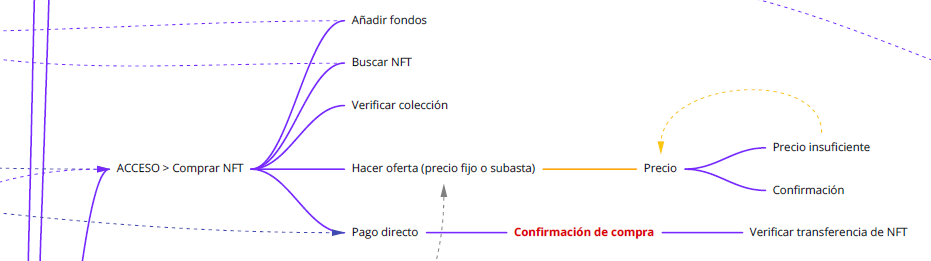 Añadir fondos
Buscar NFT
Verificar colección
ACCESO > Comprar NFT
Hacer oferta (precio fijo o subasta)
Precio
Precio insuficiente
Confirmación
Pago directo
Confirmación de compra
Verificar transferencia de NFT